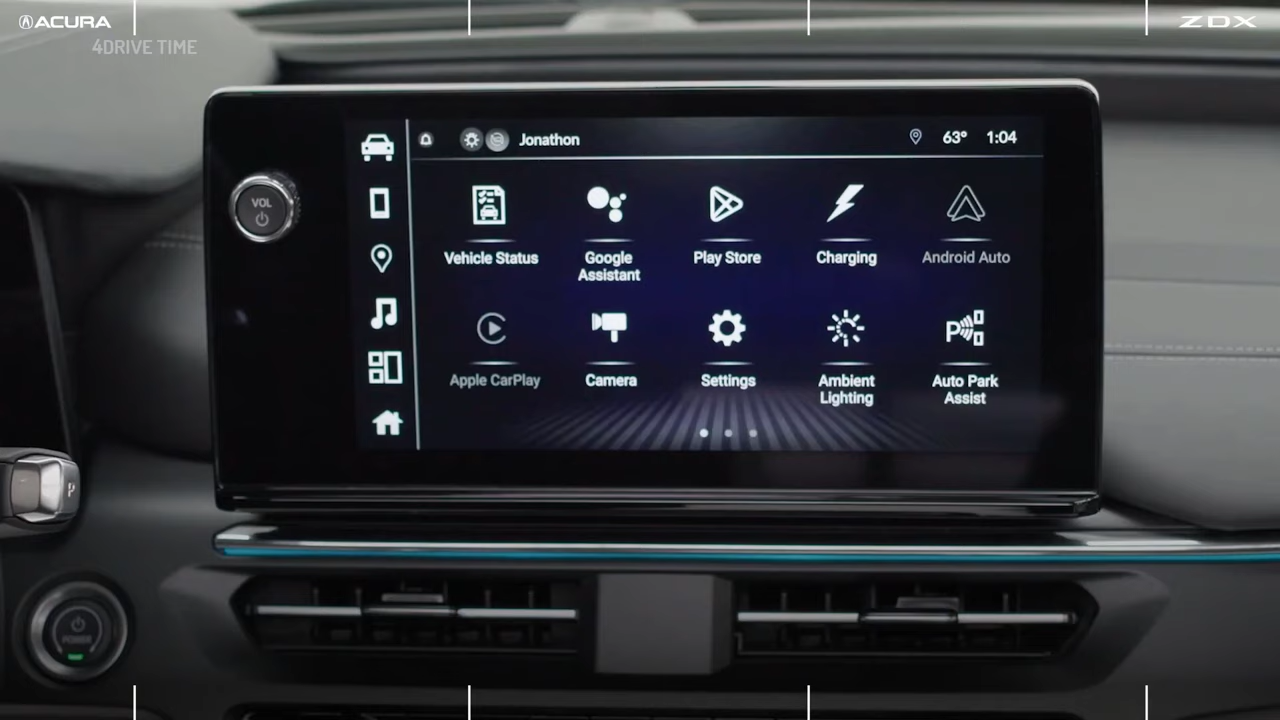 ACURA
ZDX
4DRIVE TIME
Jonathon
63° 1:04
VOL
Vehicle Status
Google
Assistant
Play Store
Charging
Android Auto
Apple CarPlay
Camera
Settings
Ambient
Lighting
Auto Park
Assist
P
POWER